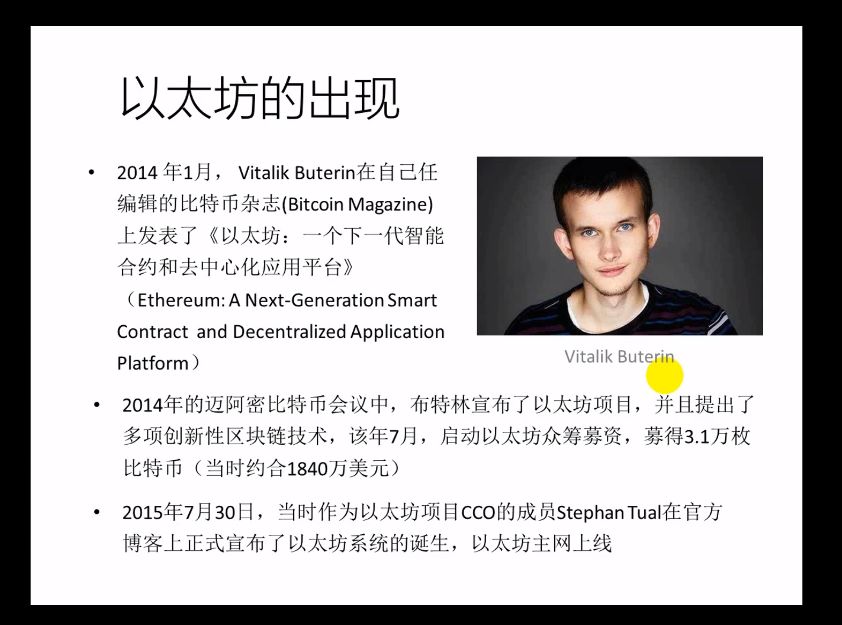 以太坊的出现
• 2014 年1月， Vitalik Buterin在自己任
编辑的比特币杂志(Bitcoin Magazine)
上发表了《以太坊：一个下一代智能
合约和去中心化应用平台》
（Ethereum: A Next-Generation Smart
Contract and Decentralized Application
Platform）
Vitalik Buterin
• 2014年的迈阿密比特币会议中，布特林宣布了以太坊项目，并且提出了
多项创新性区块链技术，该年7月，启动以太坊众筹募资，募得3.1万枚
比特币（当时约合1840万美元）
• 2015年7月30日，当时作为以太坊项目CCO的成员Stephan Tual在官方
博客上正式宣布了以太坊系统的诞生，以太坊主网上线